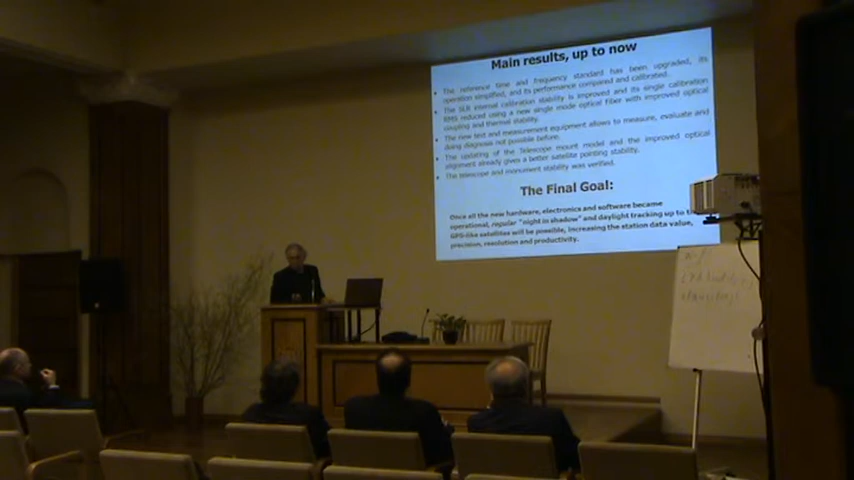 Main results, up to now
• The reference time and frequency standard has been upgraded, its
operation simplified, and its performance compared and calibrated.
• The SLR internal calibration stability is improved and its single calibration
RMS reduced using a new single mode optical Fiber with improved optical
coupling and thermal stability.
• The new test and measurement equipment allows to measure, evaluate and
doing diagnosis not possible before.
• The updating of the Telescope mount model and the improved optical
alignment already gives a better satellite pointing stability.
• The telescope and monument stability was verified.
The Final Goal:
Once all the new hardware, electronics and software became
operational, regular "night in shadow" and daylight tracking up to the
GPS-like satellites will be possible, increasing the station data value,
precision, resolution and productivity.